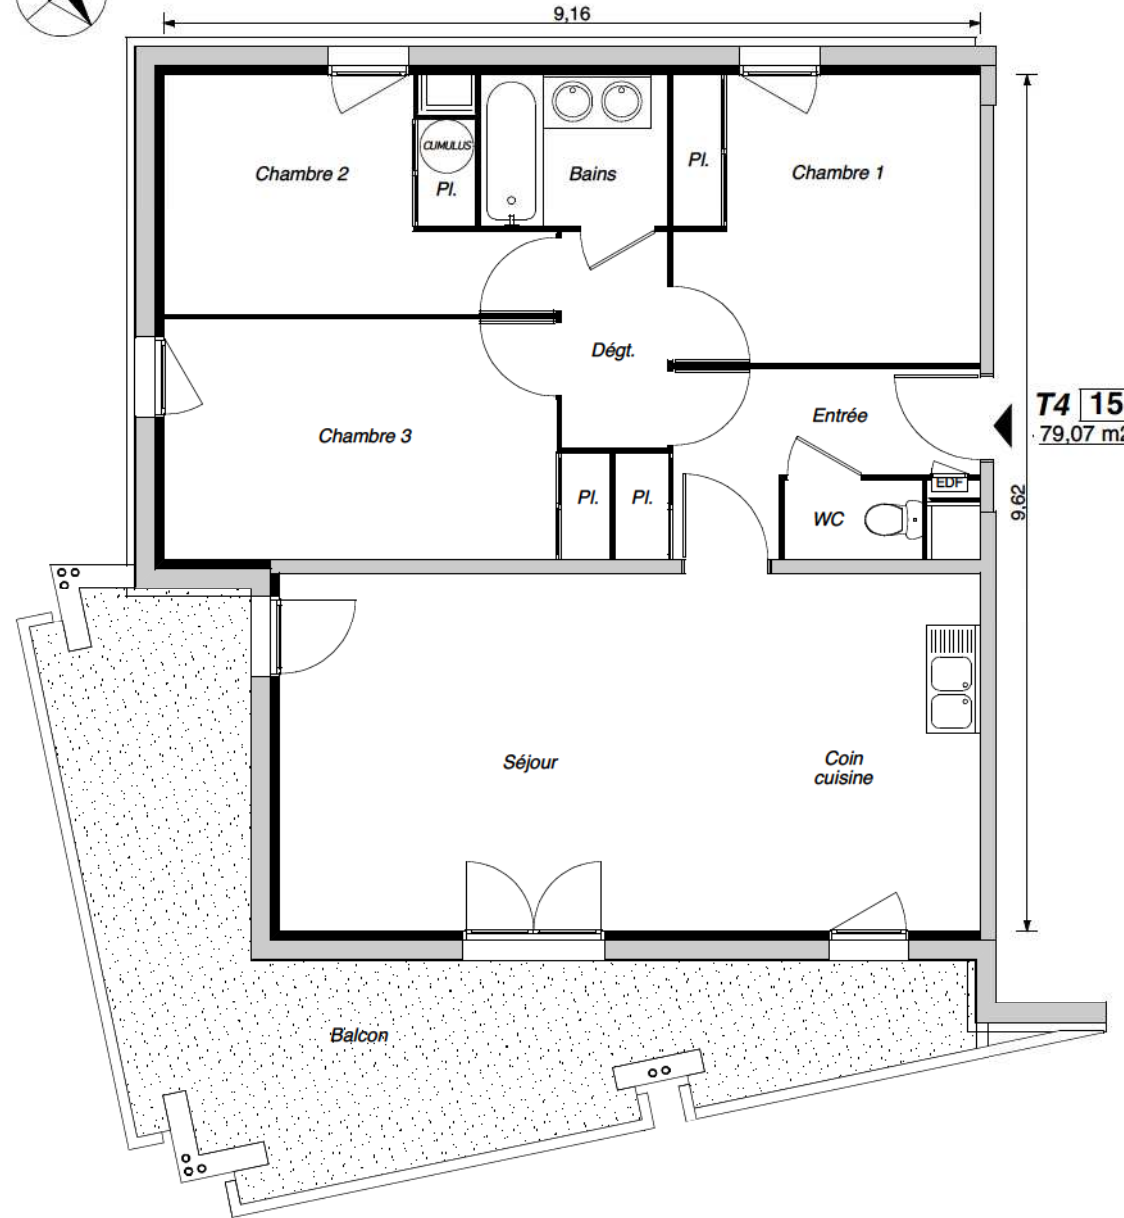 9,16
CUMULUS
Chambre 2
Pl.
Bains
Pl.
Chambre 1
Dégt.
Chambre 3
Entrée
T4 15
79,07 m2
EDF
Pl.
Pl.
WC
9,62
Séjour
Coin
cuisine
Balcon